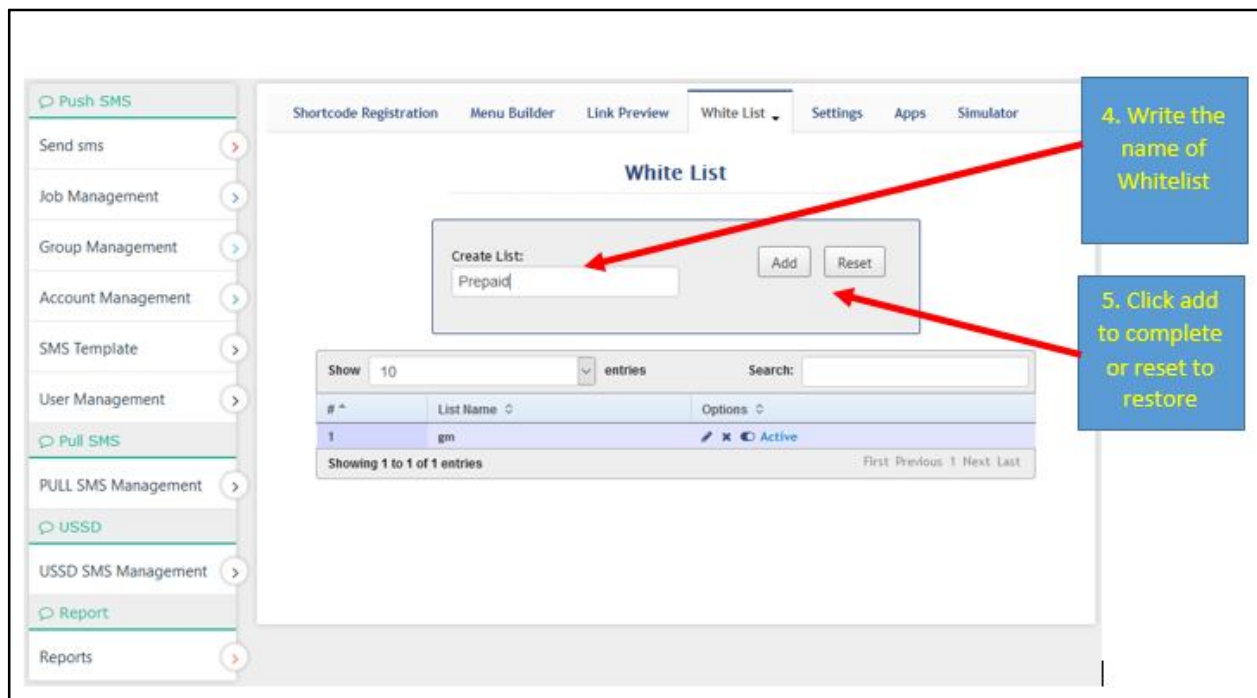 Push SMS
Send sms
Job Management
Group Management
Account Management
SMS Template
User Management
Pull SMS
PULL SMS Management
USSD
USSD SMS Management
Report
Reports
Shortcode Registration Menu Builder Link Preview White List Settings Apps Simulator
White List
Create List:
Prepaid
Add Reset
Show 10 entries Search:
# List Name Options
1 gm Active
Showing 1 to 1 of 1 entries First Previous 1 Next Last
4. Write the
name of
Whitelist
5. Click add
to complete
or reset to
restore